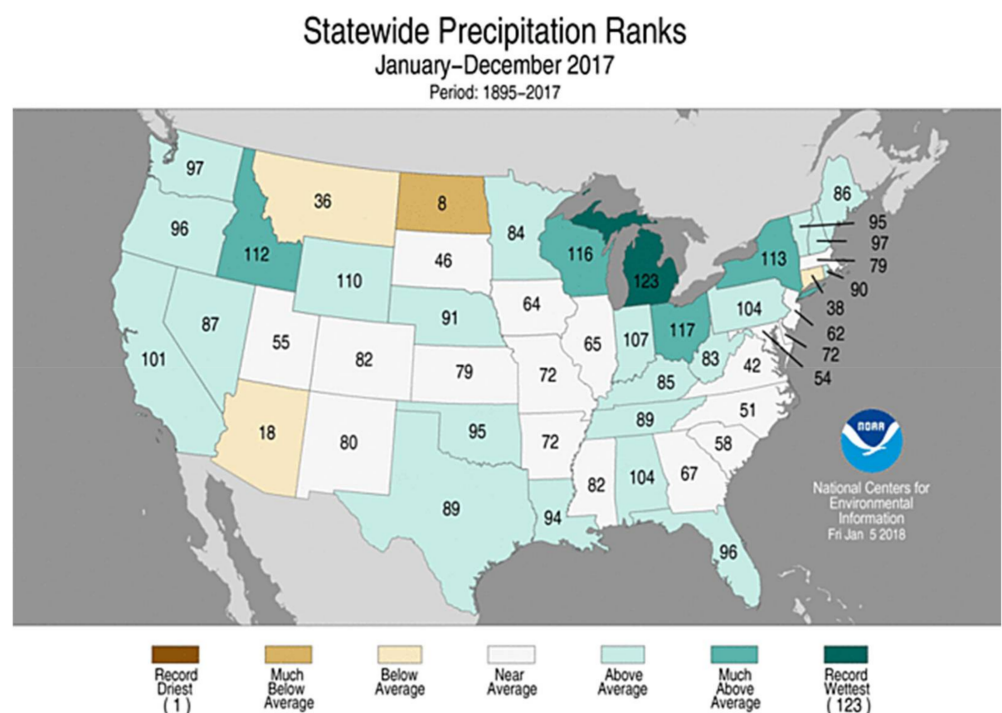 Statewide Precipitation Ranks
January–December 2017
Period: 1895–2017
97
36
8
84
86
96
112
116
95
97
46
113
79
110
123
90
64
38
87
91
104
62
55
65
107
117
72
101
82
83
54
79
72
85
42
51
18
80
95
89
72
58
82
104
67
89
94
96
NOAA
National Centers for
Environmental
Information
Fri Jan 5 2018
Record
Driest
(1)
Much
Below
Average
Below
Average
Near
Average
Above
Average
Much
Above
Average
Record
Wettest
(123)